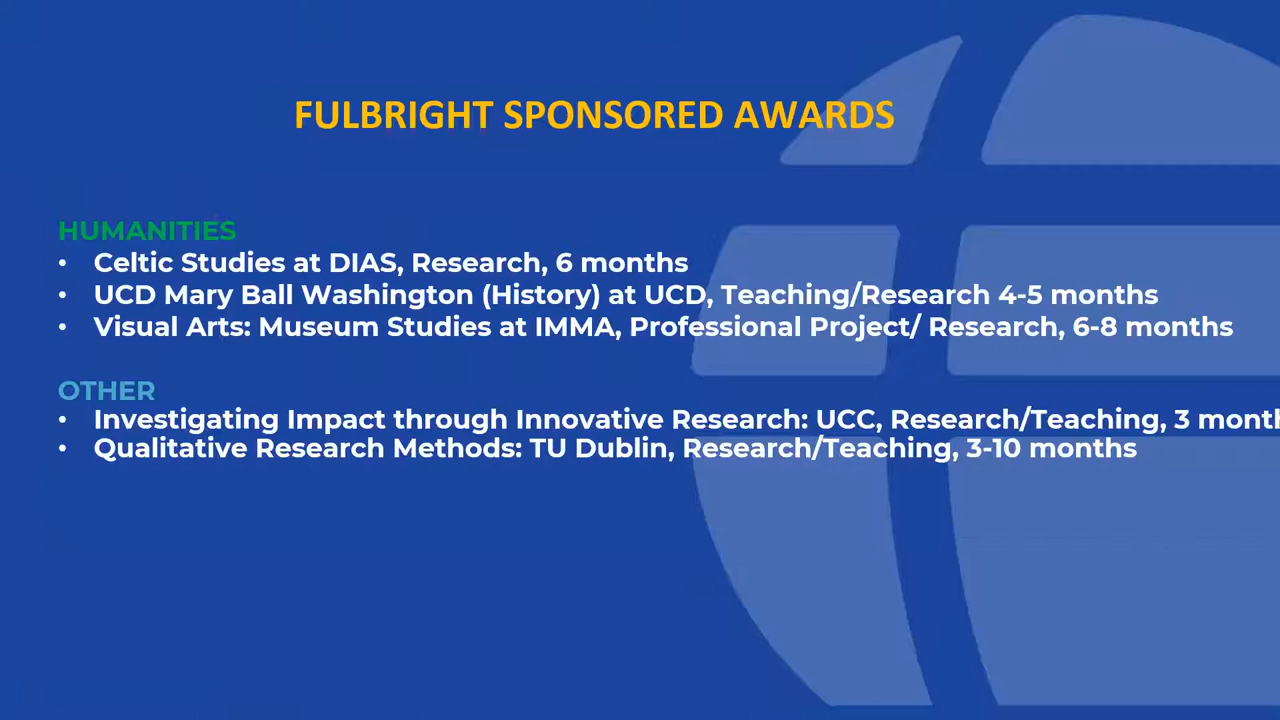 FULBRIGHT SPONSORED AWARDS
HUMANITIES
• Celtic Studies at DIAS, Research, 6 months
• UCD Mary Ball Washington (History) at UCD, Teaching/Research 4-5 months
• Visual Arts: Museum Studies at IMMA, Professional Project/ Research, 6-8 months
OTHER
• Investigating Impact through Innovative Research: UCC, Research/Teaching, 3 month
• Qualitative Research Methods: TU Dublin, Research/Teaching, 3-10 months